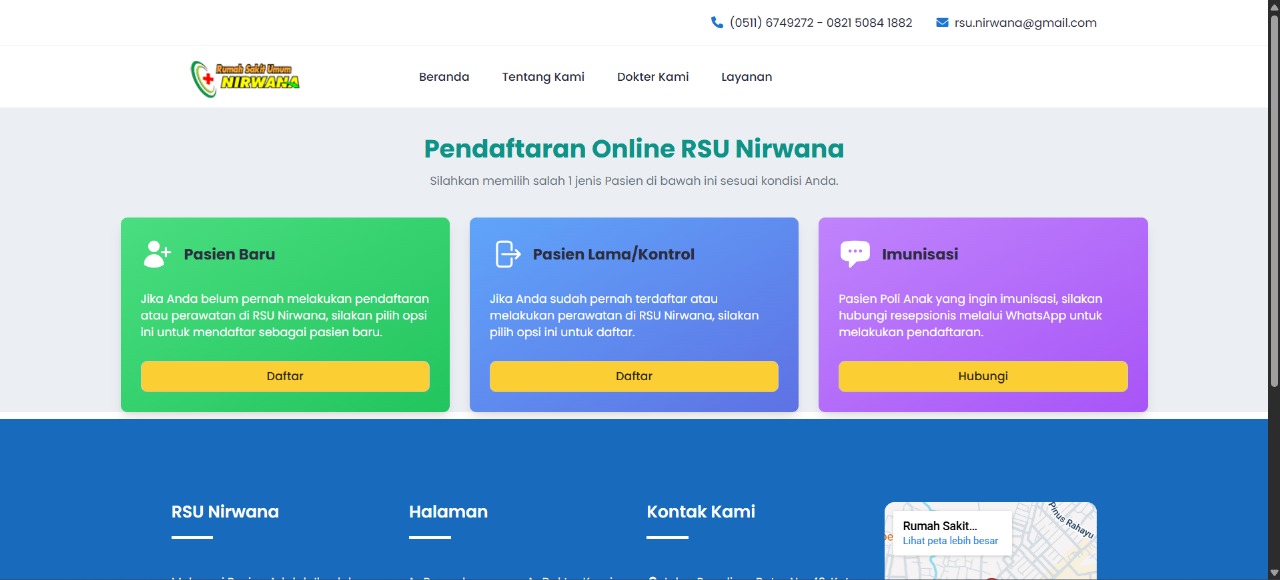 (0511) 6749272 - 0821 5084 1882 rsu.nirwana@gmail.com
Rumah Sakit Umum
NIRWANA
Beranda Tentang Kami Dokter Kami Layanan
Pendaftaran Online RSU Nirwana
Silahkan memilih salah 1 jenis Pasien di bawah ini sesuai kondisi Anda.
Pasien Baru
Jika Anda belum pernah melakukan pendaftaran
atau perawatan di RSU Nirwana, silakan pilih opsi
ini untuk mendaftar sebagai pasien baru.
Daftar
Pasien Lama/Kontrol
Jika Anda sudah pernah terdaftar atau
melakukan perawatan di RSU Nirwana, silakan
pilih opsi ini untuk daftar.
Daftar
Imunisasi
Pasien Poli Anak yang ingin imunisasi, silakan
hubungi resepsionis melalui WhatsApp untuk
melakukan pendaftaran.
Hubungi
RSU Nirwana
Halaman
Kontak Kami
Rumah Sakit...
Lihat peta lebih besar
Pinus Rahayu